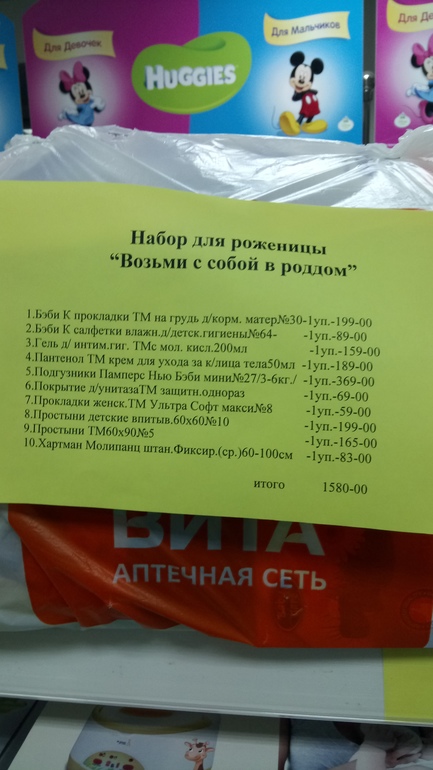 Для Девочек
HUGGIES
Для Мальчиков
Для Де
Набор для роженицы
“Возьми с собой в роддом”
1.Бэби К прокладки ТМ на грудь д/корм. матер№30-1уп.-199-00
2.Бэби К салфетки влажн.д/детск.гигиены№64- -1уп.-89-00
3.Гель д/ интим.гиг. ТМс мол. кисл.200мл -1уп.-159-00
4.Пантенол ТМ крем для ухода за к/лица тела50мл -1уп.-189-00
5.Подгузники Памперс Нью Бэби мини№27/3-6кг./ -1уп.-369-00
6.Покрытие д/унитазаТМ защитн.однораз -1уп.-69-00
7.Прокладки женск.ТМ Ультра Софт макси№8 -1уп.-59-00
8.Простыни детские впитыв.60х60№10 -1уп.-199-00
9.Простыни ТМ60х90№5 -1уп.-165-00
10.Хартман Молипанц штан.Фиксир.(ср.)60-100см -1уп.-83-00
итого 1580-00
ВИТА
АПТЕЧНАЯ СЕТЬ